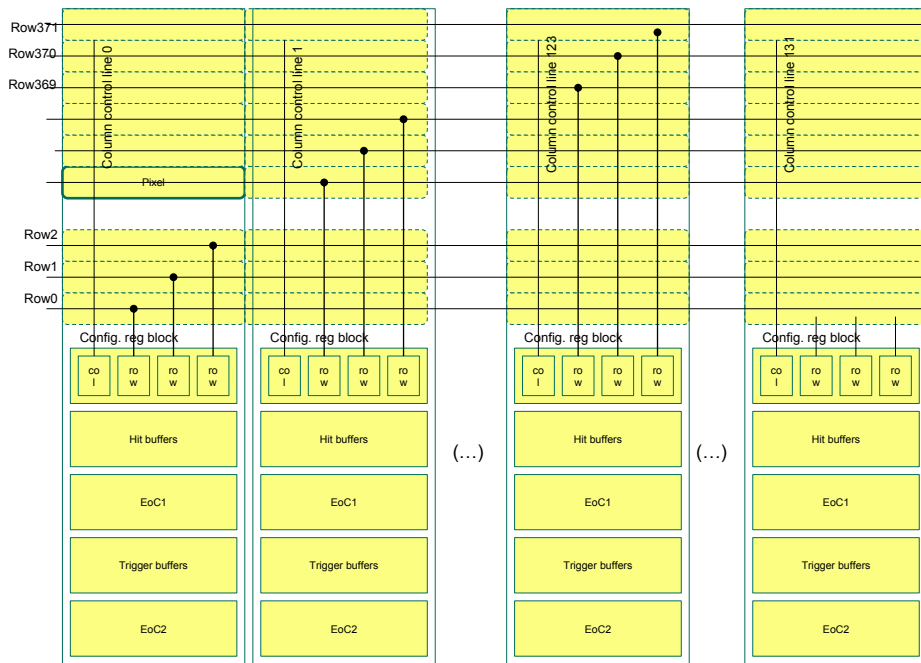 Row371
Row370
Row369
Column control line 0
Column control line 1
Column control line 123
Column control line 131
Pixel
Row2
Row1
Row0
Config. reg block
Config. reg block
Config. reg block
Config. reg block
co
l
ro
w
ro
w
ro
w
co
l
ro
w
ro
w
ro
w
co
l
ro
w
ro
w
ro
w
co
l
ro
w
ro
w
ro
w
Hit buffers
Hit buffers
(...)
Hit buffers
(...)
Hit buffers
EoC1
EoC1
EoC1
EoC1
Trigger buffers
Trigger buffers
Trigger buffers
Trigger buffers
EoC2
EoC2
EoC2
EoC2